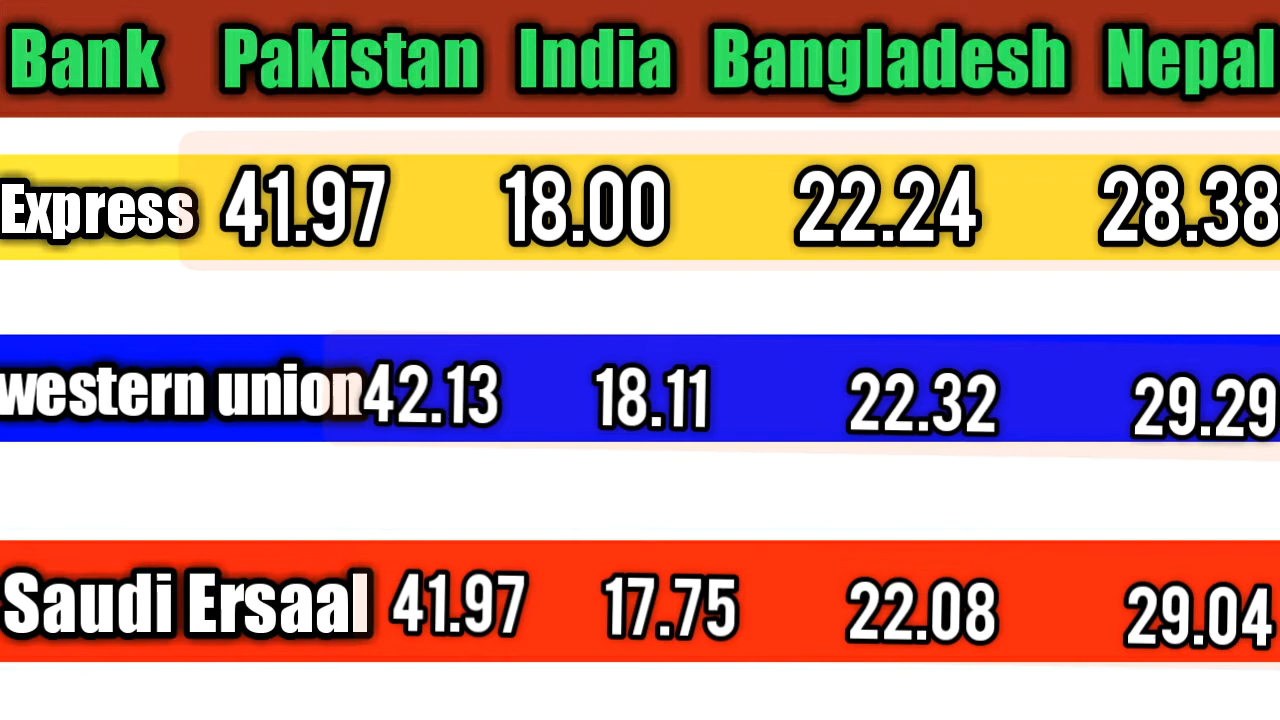 Bank Pakistan India Bangladesh Nepal
Express 41.97 18.00 22.24 28.38
western union 42.13 18.11 22.32 29.29
Saudi Ersaal 41.97 17.75 22.08 29.04